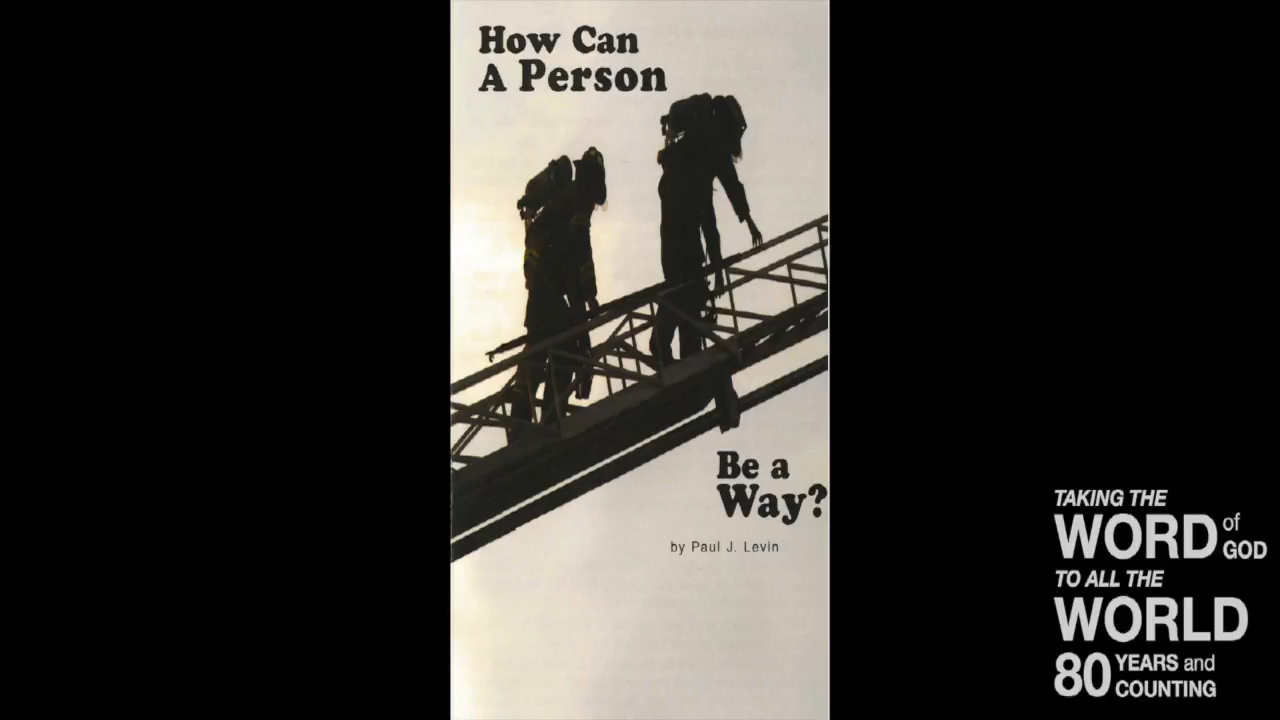 How Can
A Person
Be a
Way?
by Paul J. Levin
TAKING THE
WORD of GOD
TO ALL THE
WORLD
80 YEARS and
COUNTING